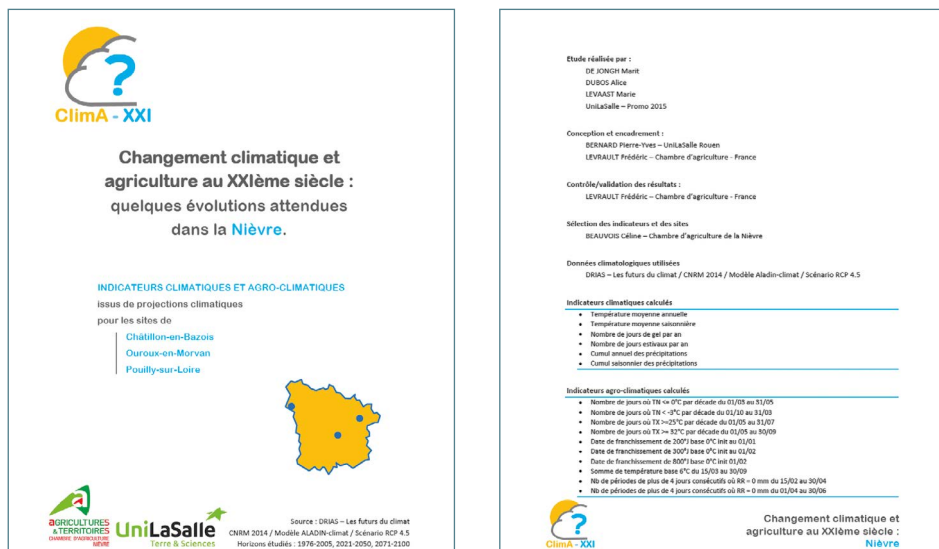 ?
ClimA - XXI
Changement climatique et
agriculture au XXIème siècle :
quelques évolutions attendues
dans la Nièvre.
INDICATEURS CLIMATIQUES ET AGRO-CLIMATIQUES
issus de projections climatiques
pour les sites de
Châtillon-en-Bazois
Ouroux-en-Morvan
Pouilly-sur-Loire
AGRICULTURES
& TERRITOIRES
CHAMBRE D'AGRICULTURE
NIÈVRE
UniLaSalle
Terre & Sciences
Source : DRIAS – Les futurs du climat
CNRM 2014 / Modèle ALADIN-climat / Scénario RCP 4.5
Horizons étudiés : 1976-2005, 2021-2050, 2071-2100
Etude réalisée par :
DE JONGH Marit
DUBOS Alice
LEVAAST Marie
UniLaSalle – Promo 2015
Conception et encadrement :
BERNARD Pierre-Yves – UniLaSalle Rouen
LEVRAULT Frédéric – Chambre d'agriculture - France
Contrôle/validation des résultats :
LEVRAULT Frédéric – Chambre d'agriculture - France
Sélection des indicateurs et des sites
BEAUVOIS Céline – Chambre d'agriculture de la Nièvre
Données climatologiques utilisées
DRIAS – Les futurs du climat / CNRM 2014 / Modèle Aladin-climat / Scénario RCP 4.5
Indicateurs climatiques calculés
• Température moyenne annuelle
• Température moyenne saisonnière
• Nombre de jours de gel par an
• Nombre de jours estivaux par an
• Cumul annuel des précipitations
• Cumul saisonnier des précipitations
Indicateurs agro-climatiques calculés
• Nombre de jours où TN <= 0°C par décade du 01/03 au 31/05
• Nombre de jours où TN < -3°C par décade du 01/10 au 31/03
• Nombre de jours où TX >=25°C par décade du 01/05 au 31/07
• Nombre de jours où TX >= 32°C par décade du 01/05 au 30/09
• Date de franchissement de 200°J base 0°C init au 01/01
• Date de franchissement de 300°J base 0°C init au 01/02
• Date de franchissement de 800°J base 0°C init 01/02
• Somme de température base 6°C du 15/03 au 30/09
• Nb de périodes de plus de 4 jours consécutifs où RR = 0 mm du 15/02 au 30/04
• Nb de périodes de plus de 4 jours consécutifs où RR = 0 mm du 01/04 au 30/06
?
ClimA - XXI
Changement climatique et
agriculture au XXIème siècle :
Nièvre